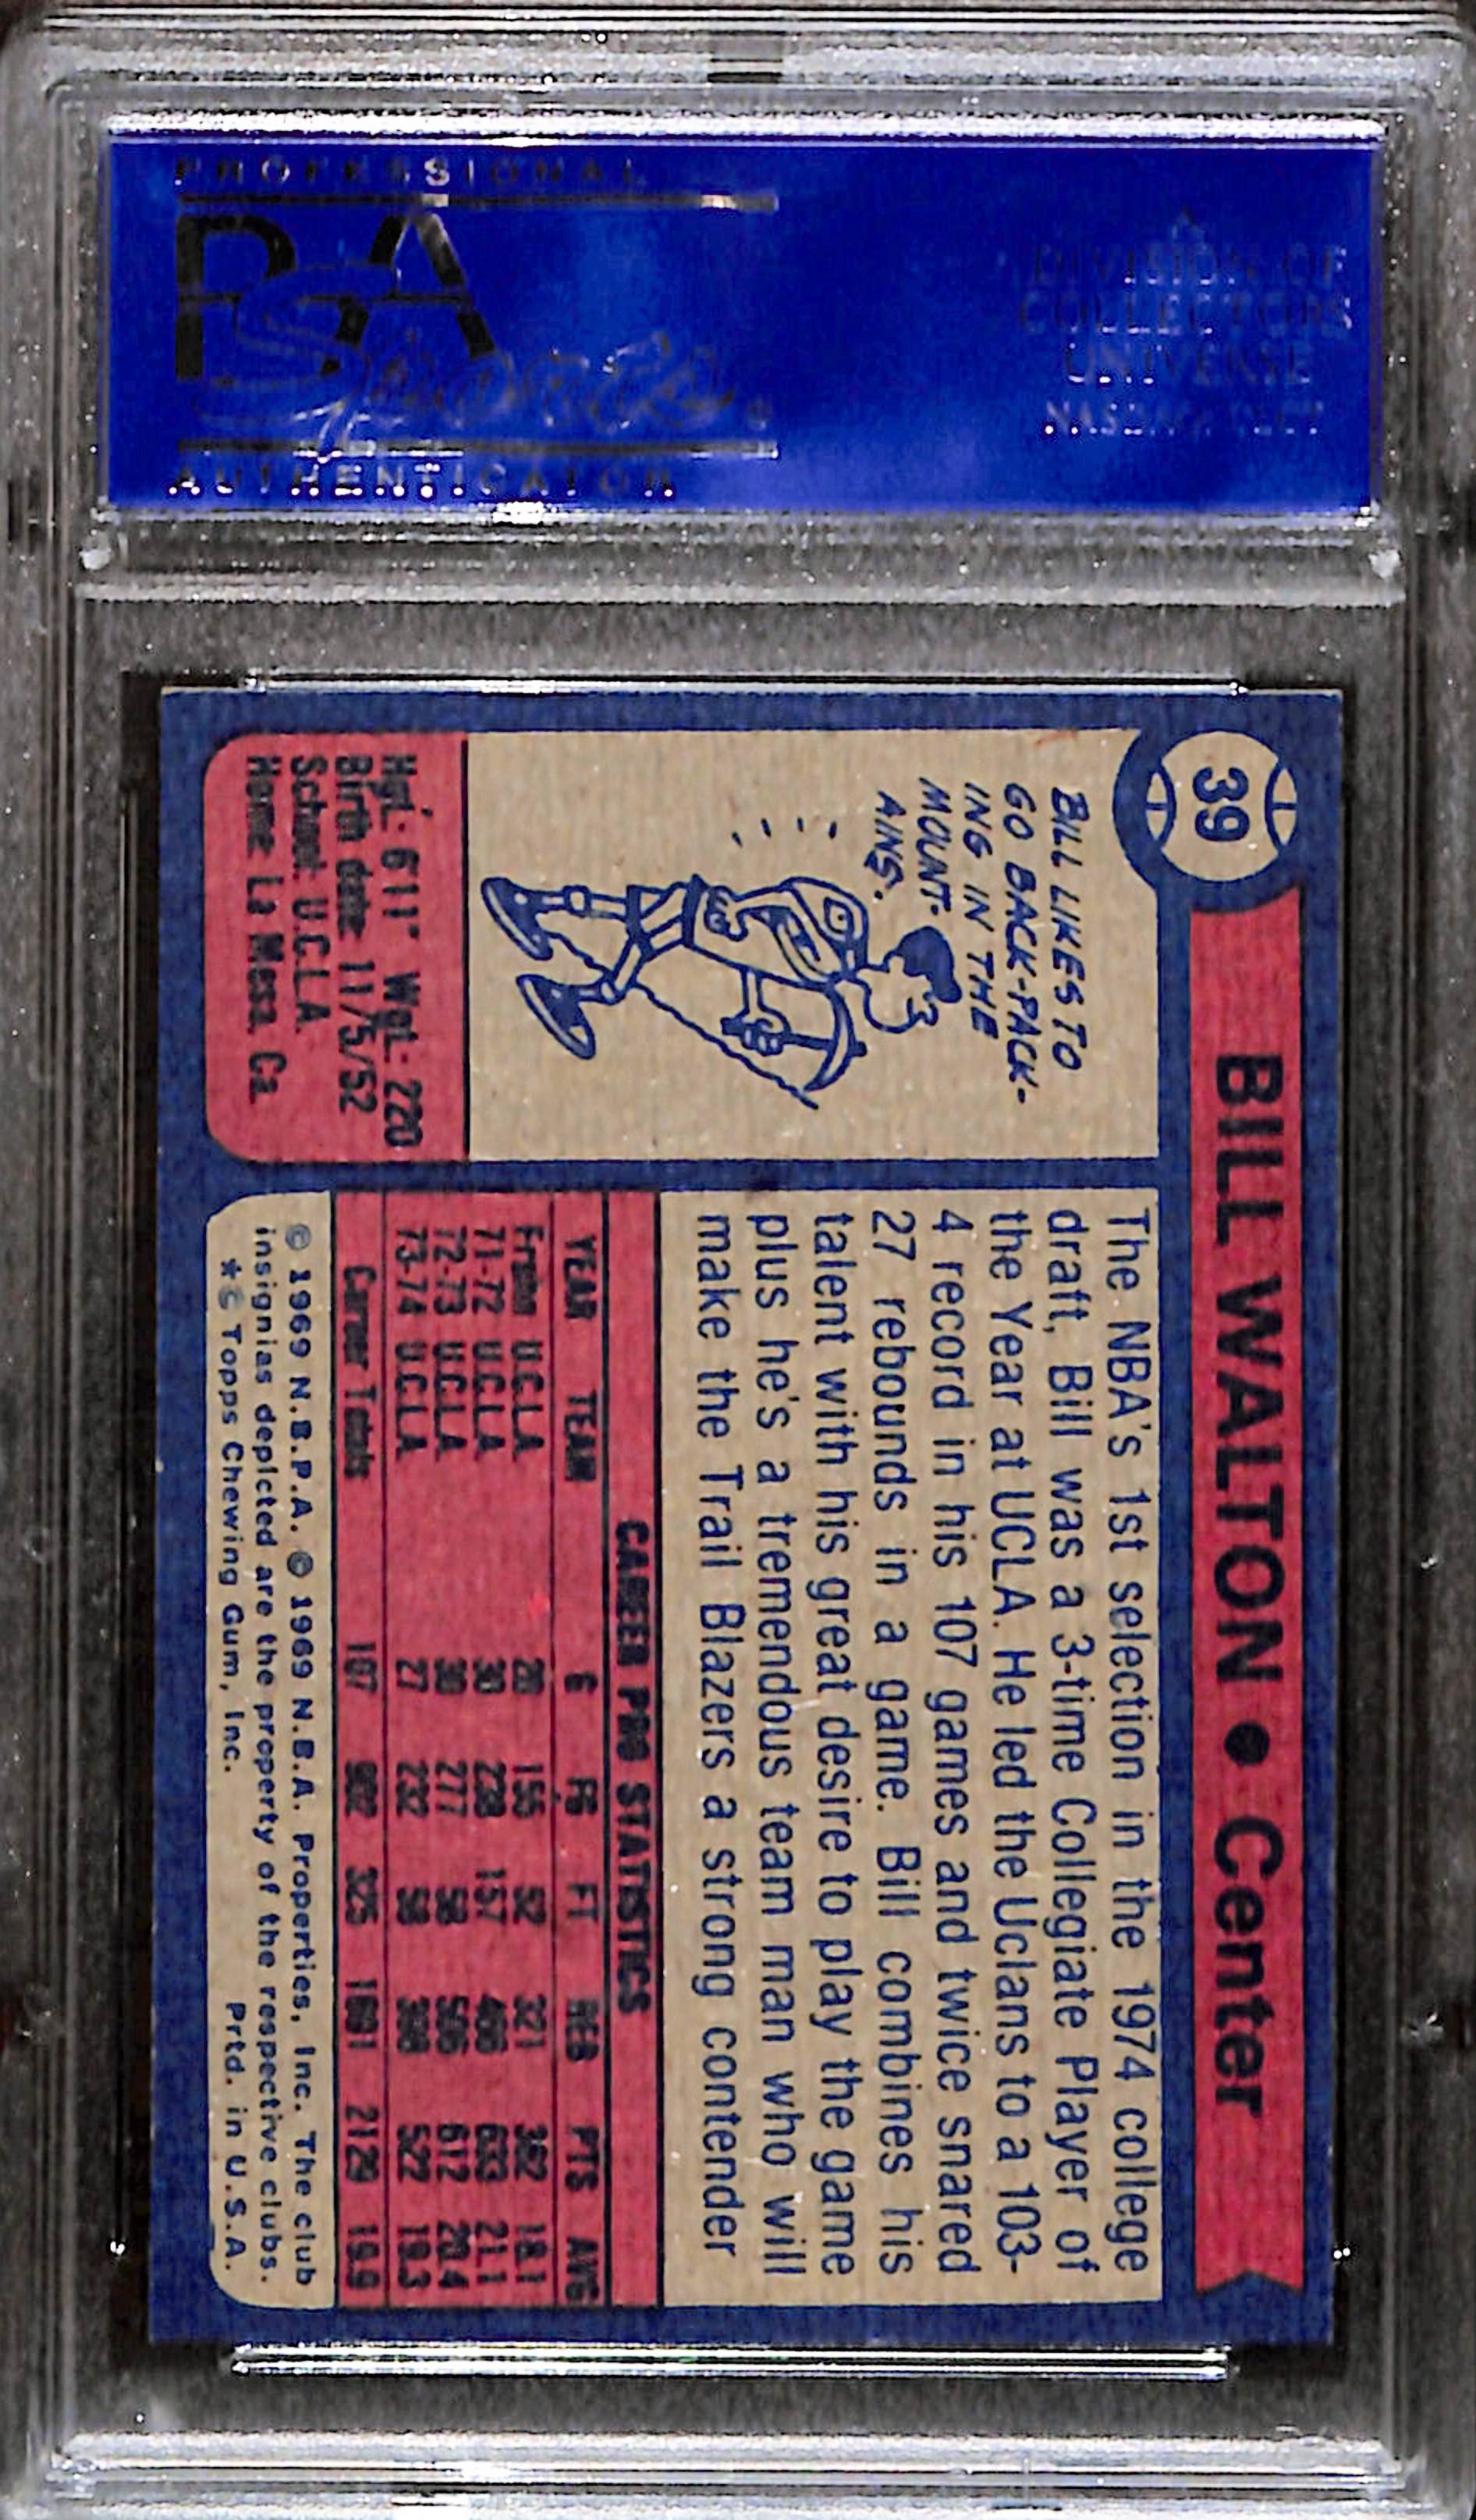 PROFESSIONAL
PSA
Sports
AUTHENTICATOR
A
DIVISION OF
COLLECTORS
UNIVERSE
39
BILL WALTON • Center
BILL LIKES TO
GO BACK-PACK-
ING IN THE
MOUNT-
AINS.
Hgt: 6'11" Wgt: 220
Birth date: 11/5/52
School: U.C.L.A.
Home: La Mesa, Ca.
The NBA's 1st selection in the 1974 college
draft, Bill was a 3-time Collegiate Player of
the Year at UCLA. He led the Uclans to a 103-
4 record in his 107 games and twice snared
27 rebounds in a game. Bill combines his
talent with his great desire to play the game
plus he's a tremendous team man who will
make the Trail Blazers a strong contender
CAREER PRO STATISTICS
YEAR TEAM G FG FT REB PTS AVG
Frosh U.C.L.A. 20 155 52 321 362 18.1
71-72 U.C.L.A. 30 238 157 466 633 21.1
72-73 U.C.L.A. 30 277 58 506 612 20.4
73-74 U.C.L.A. 27 232 58 398 522 19.3
Career Totals 107 902 325 1691 2129 19.9
© 1969 N.B.P.A. © 1969 N.B.A. Properties, Inc. The club
insignias depicted are the property of the respective clubs.
Topps Chewing Gum, Inc. Prtd. in U.S.A.